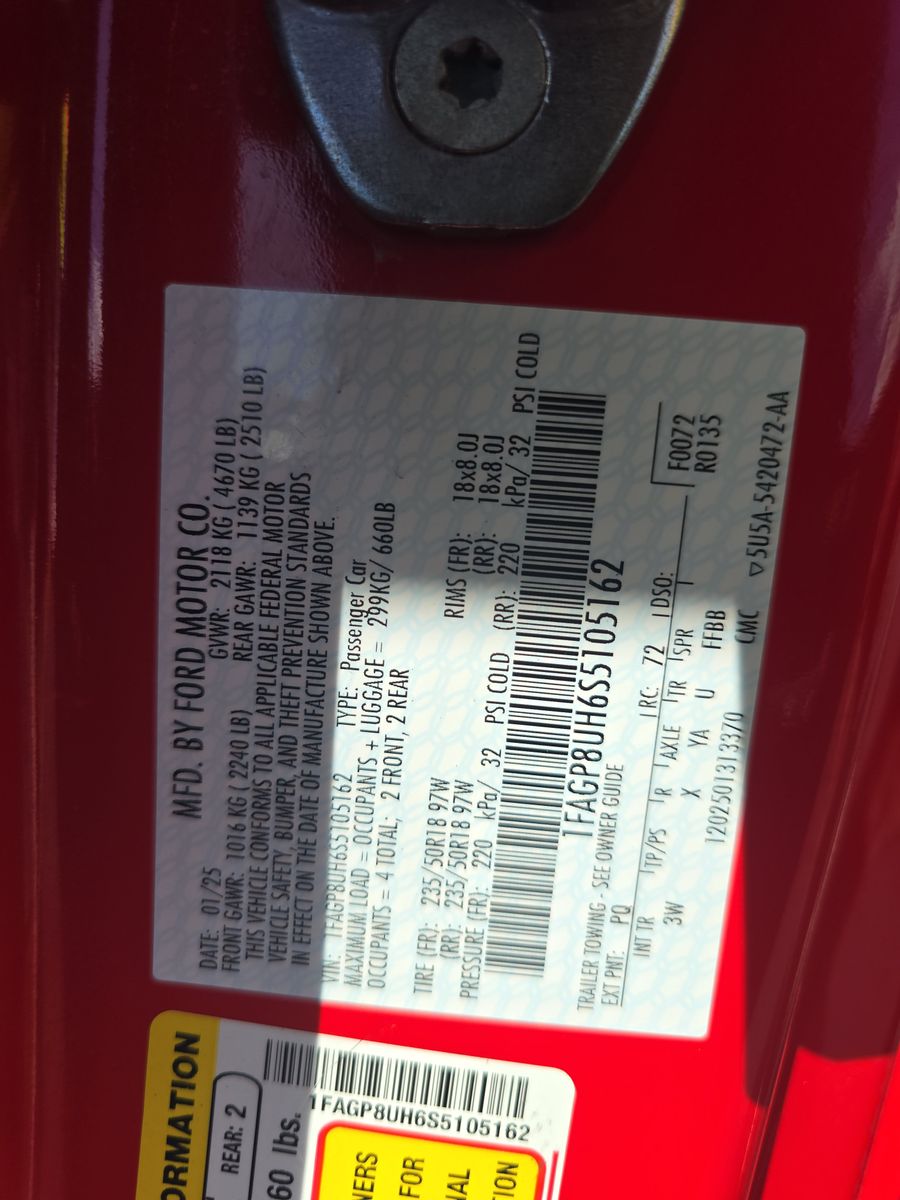 MFD. BY FORD MOTOR CO.
DATE: 01/25 GVWR: 2118 KG ( 4670 LB)
FRONT GAWR: 1016 KG ( 2240 LB) REAR GAWR: 1139 KG ( 2510 LB)
THIS VEHICLE CONFORMS TO ALL APPLICABLE FEDERAL MOTOR
VEHICLE SAFETY, BUMPER, AND THEFT PREVENTION STANDARDS
IN EFFECT ON THE DATE OF MANUFACTURE SHOWN ABOVE.
VIN: 1FAGP8UH6S5105162 TYPE: Passenger Car
MAXIMUM LOAD = OCCUPANTS + LUGGAGE = 299KG/ 660LB
OCCUPANTS = 4 TOTAL; 2 FRONT, 2 REAR
TIRE (FR): 235/50R18 97W RIMS (FR): 18x8.0J
(RR): 235/50R18 97W (RR): 18x8.0J
PRESSURE (FR): 220 kPa/ 32 PSI COLD (RR): 220 kPa/ 32 PSI COLD
1FAGP8UH6S5105162
TRAILER TOWING - SEE OWNER GUIDE
EXT PNT: PQ RC: 72 DSO: F0072
R0135
INT TR TP/PS R AXLE TR SPR
3W X YA U FFBB
12025013133370 CMC ▽5U5A-5420472-AA
ORMATION
REAR: 2
60 lbs.
1FAGP8UH6S5105162
NERS
FOR
NAL
TION